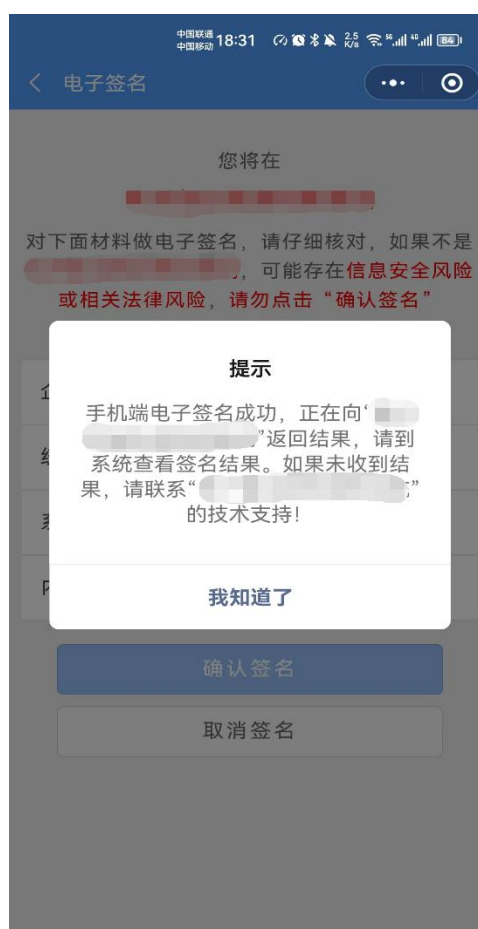 中国联通
中国移动 18:31 2.5 K/s 5G 4G 84
电子签名
您将在
对下面材料做电子签名，请仔细核对，如果不是
，可能存在信息安全风险
或相关法律风险，请勿点击“确认签名”
提示
手机端电子签名成功，正在向‘
’返回结果，请到
系统查看签名结果。如果未收到结
果，请联系“ ”
的技术支持！
我知道了
确认签名
取消签名